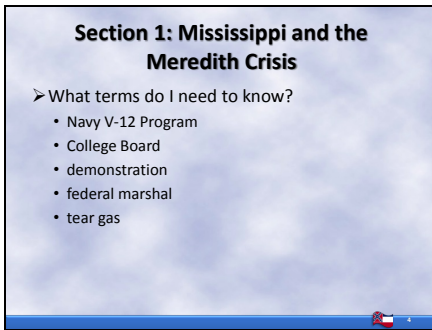 Section 1: Mississippi and the
Meredith Crisis
➢What terms do I need to know?
• Navy V-12 Program
• College Board
• demonstration
• federal marshal
• tear gas
4